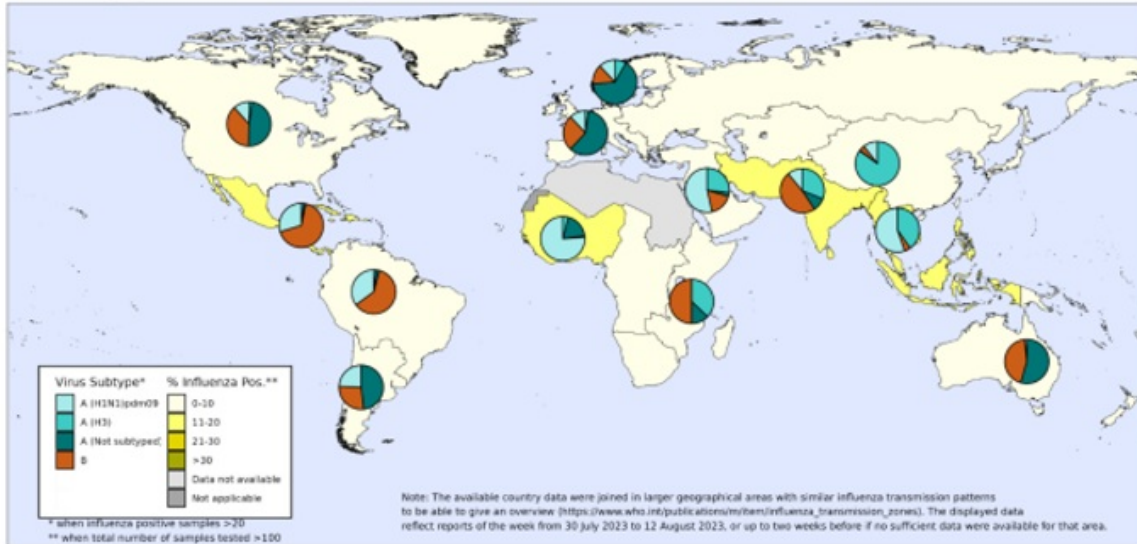 Virus Subtype* % Influenza Pos.**
A (H1N1)pdm09 0-10
A (H3) 11-20
A (Not subtyped) 21-30
B >30
Data not available
Not applicable
* when influenza positive samples >20
** when total number of samples tested >100
Note: The available country data were joined in larger geographical areas with similar influenza transmission patterns
to be able to give an overview (https://www.who.int/publications/m/item/influenza_transmission_zones). The displayed data
reflect reports of the week from 30 July 2023 to 12 August 2023, or up to two weeks before if no sufficient data were available for that area.